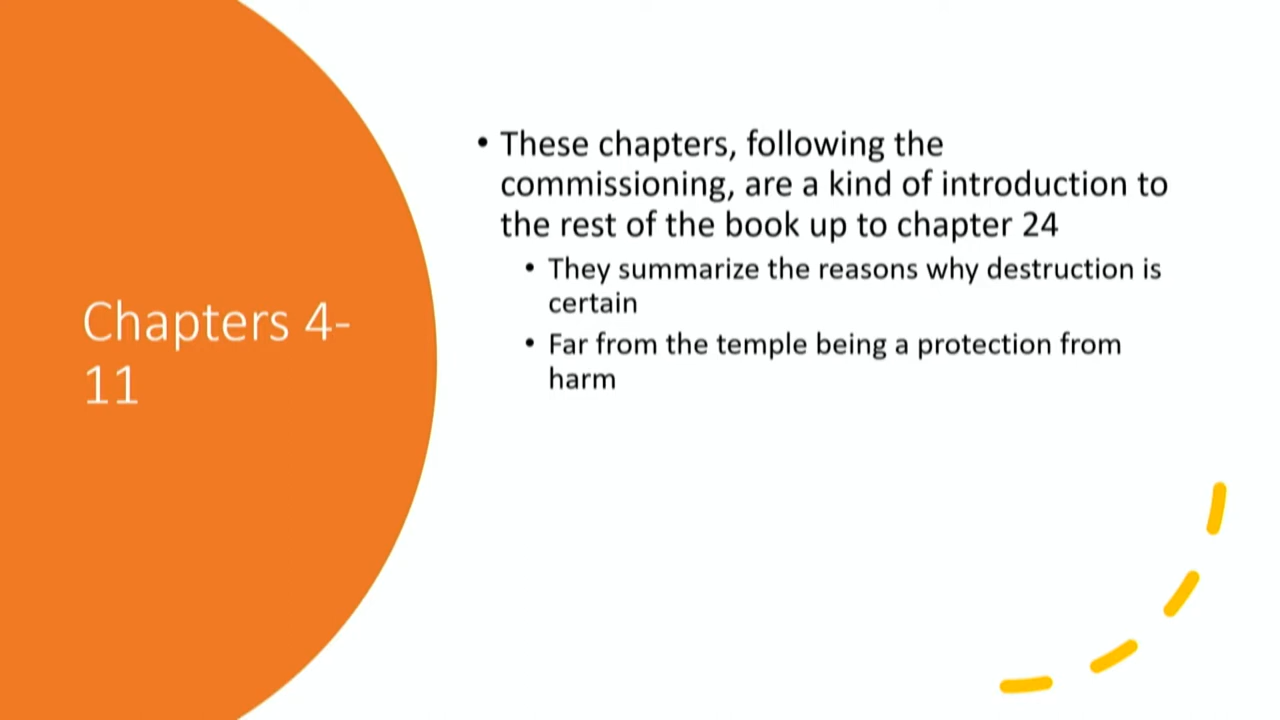 Chapters 4-
11
• These chapters, following the
commissioning, are a kind of introduction to
the rest of the book up to chapter 24
• They summarize the reasons why destruction is
certain
• Far from the temple being a protection from
harm